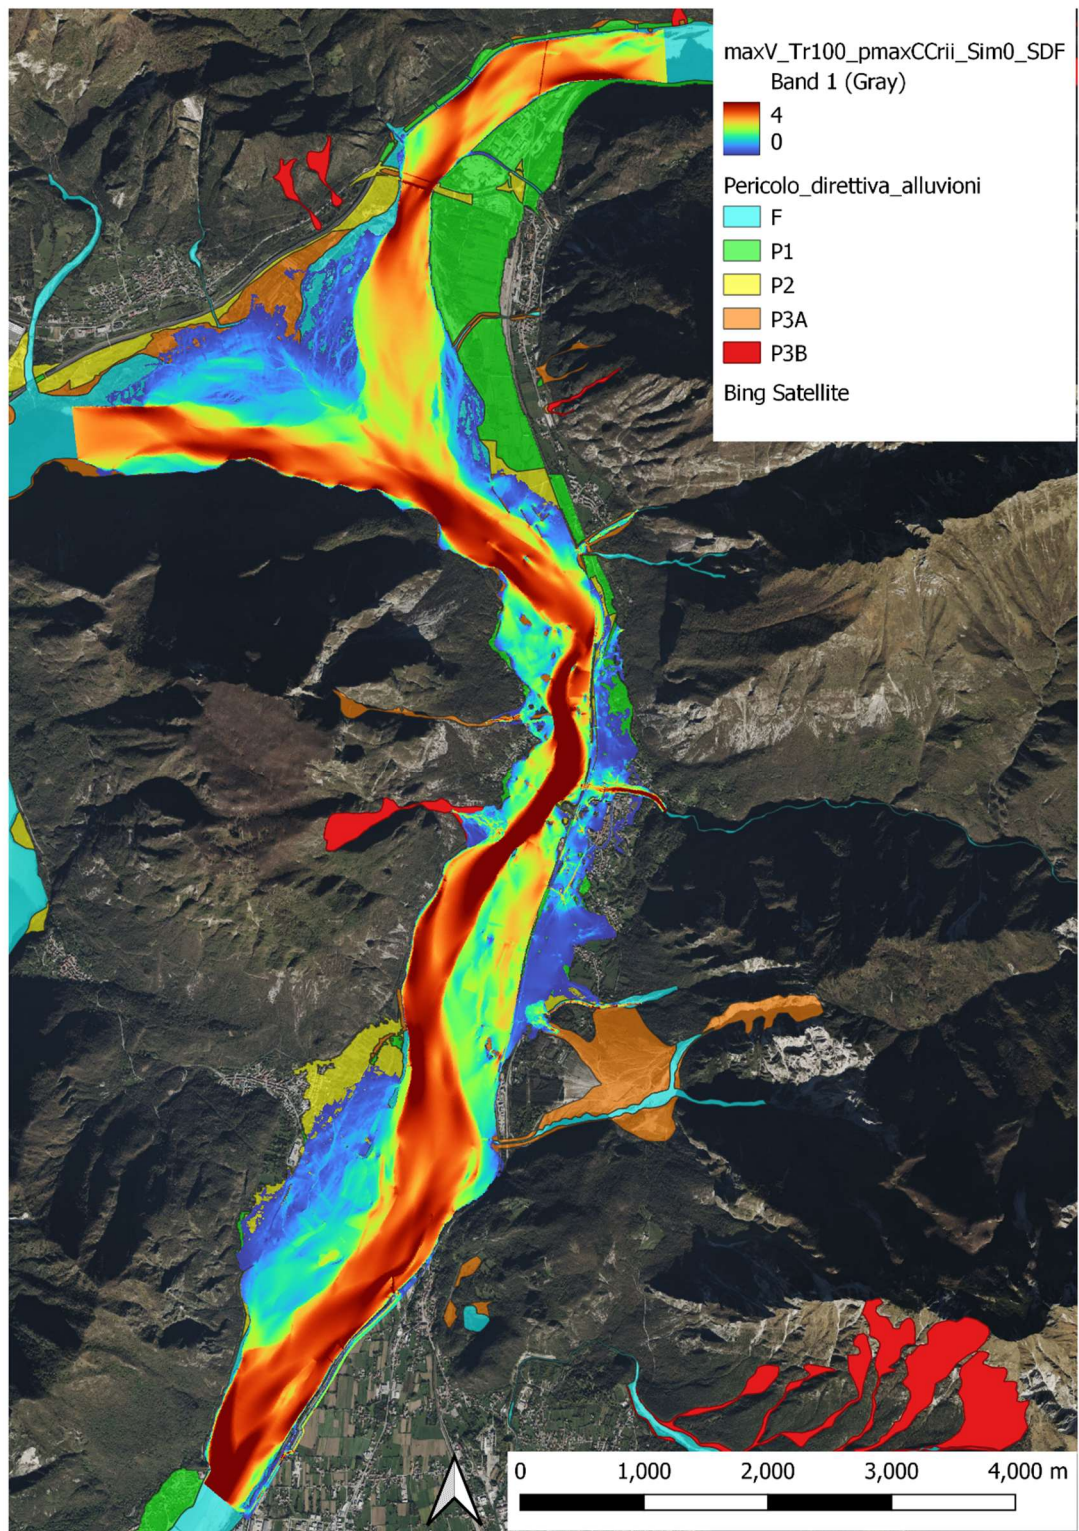 maxV_Tr100_pmaxCCrii_Sim0_SDF
Band 1 (Gray)
4
0
Pericolo_direttiva_alluvioni
F
P1
P2
P3A
P3B
Bing Satellite
0 1,000 2,000 3,000 4,000 m